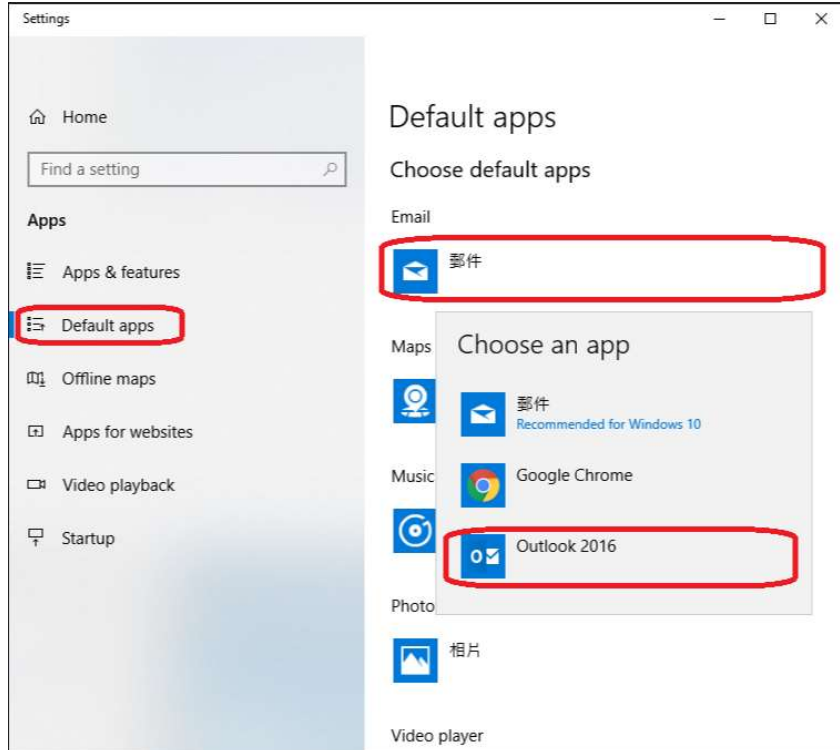 Settings
Home
Find a setting
Apps
Apps & features
Default apps
Offline maps
Apps for websites
Video playback
Startup
Default apps
Choose default apps
Email
郵件
Maps
Choose an app
郵件
Recommended for Windows 10
Google Chrome
Outlook 2016
Music
Photo
相片
Video player